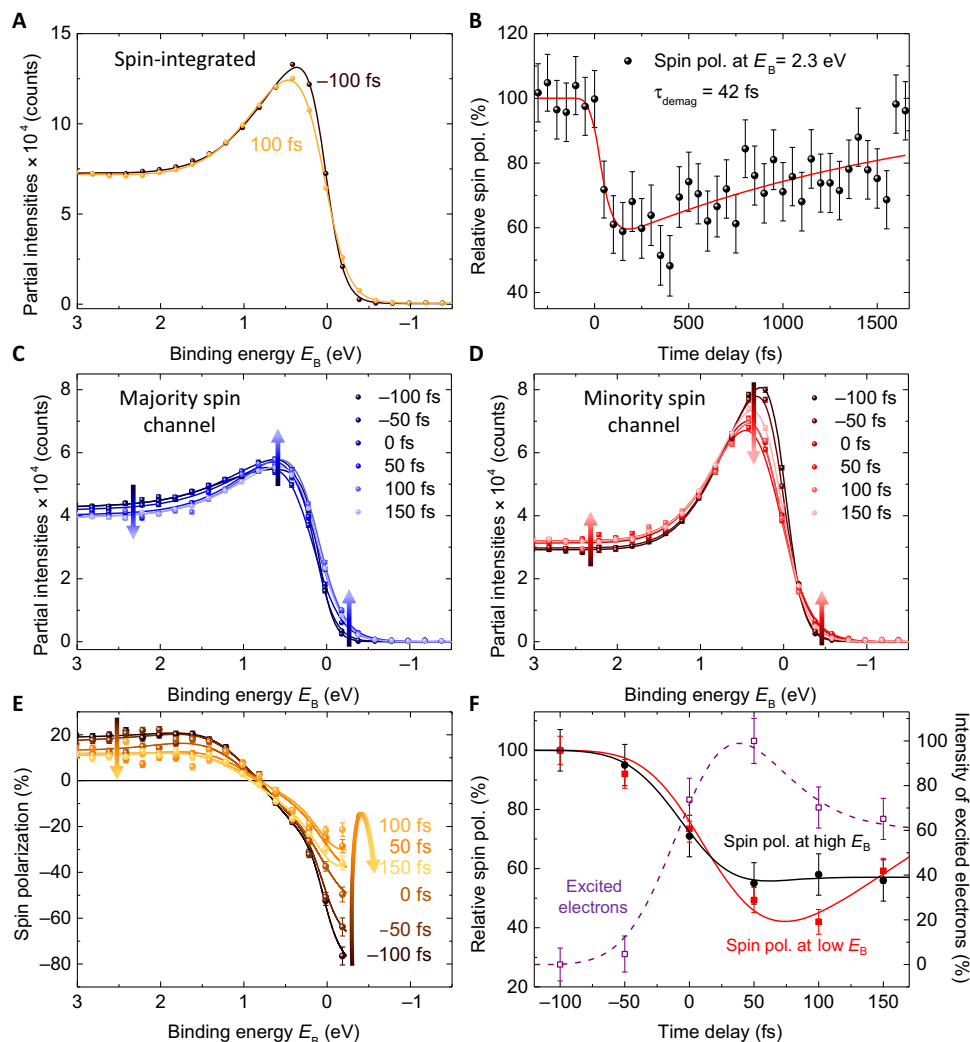 A
Spin-integrated
–100 fs
100 fs
15
10
5
0
3 2 1 0 –1
Partial intensities × 10⁴ (counts)
Binding energy E_B (eV)
B
Spin pol. at E_B = 2.3 eV
τ_demag = 42 fs
120
100
80
60
40
0 500 1000 1500
Relative spin pol. (%)
Time delay (fs)
C
Majority spin
channel
–100 fs
–50 fs
0 fs
50 fs
100 fs
150 fs
8
6
4
2
0
3 2 1 0 –1
Partial intensities × 10⁴ (counts)
Binding energy E_B (eV)
D
Minority spin
channel
–100 fs
–50 fs
0 fs
50 fs
100 fs
150 fs
8
6
4
2
0
3 2 1 0 –1
Partial intensities × 10⁴ (counts)
Binding energy E_B (eV)
E
20
0
–20
–40
–60
–80
100 fs
50 fs
150 fs
0 fs
–50 fs
–100 fs
3 2 1 0 –1
Spin polarization (%)
Binding energy E_B (eV)
F
120
100
80
60
40
20
Spin pol. at high E_B
Excited
electrons
Spin pol. at low E_B
100
80
60
40
20
0
–100 –50 0 50 100 150
Relative spin pol. (%)
Intensity of excited
electrons (%)
Time delay (fs)